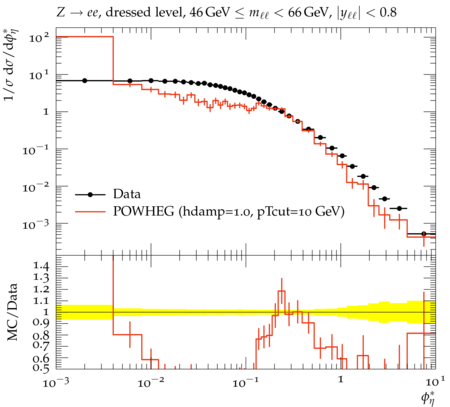 Z → ee, dressed level, 46 GeV ≤ mℓℓ < 66 GeV, |yℓℓ| < 0.8
1/σ dσ/dϕ*η
10²
10¹
1
10⁻¹
10⁻²
10⁻³
Data
POWHEG (hdamp=1.0, pTcut=10 GeV)
MC/Data
1.4
1.3
1.2
1.1
1
0.9
0.8
0.7
0.6
0.5
10⁻³ 10⁻² 10⁻¹ 1 10¹
ϕ*η